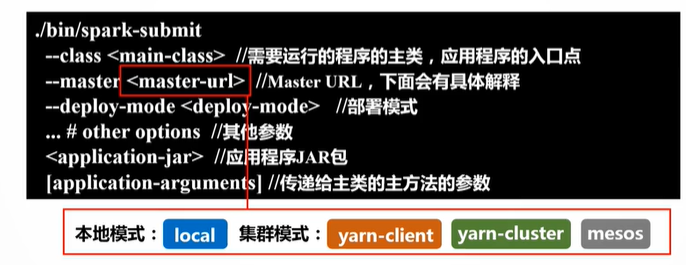 ./bin/spark-submit
--class <main-class> //需要运行的程序的主类，应用程序的入口点
--master <master-url> //Master URL，下面会有具体解释
--deploy-mode <deploy-mode> //部署模式
... # other options //其他参数
<application-jar> //应用程序JAR包
[application-arguments] //传递给主类的主方法的参数
本地模式： local 集群模式： yarn-client yarn-cluster mesos